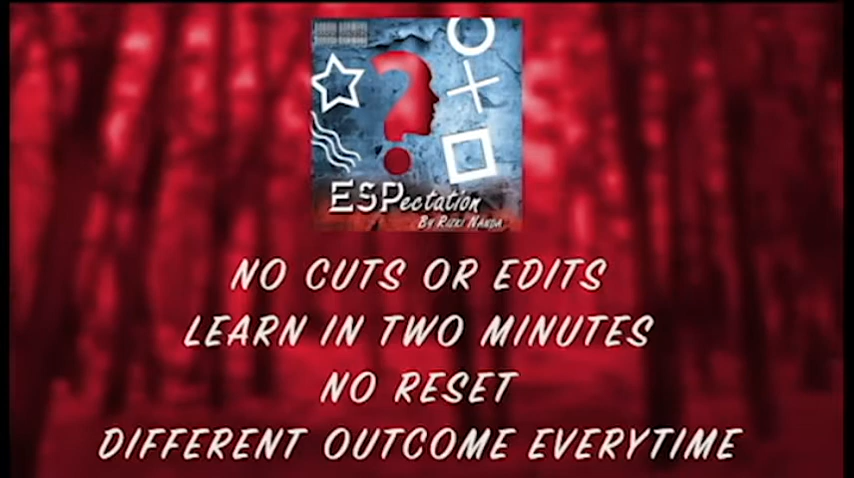 ESPectation
By Rizki Nanda
NO CUTS OR EDITS
LEARN IN TWO MINUTES
NO RESET
DIFFERENT OUTCOME EVERYTIME